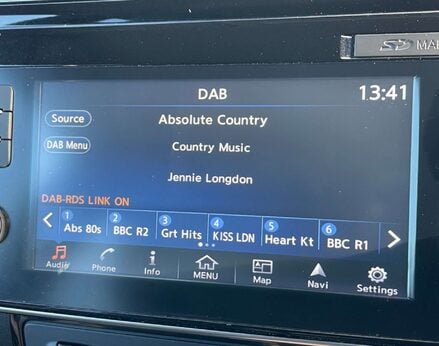 SD MA
DAB 13:41
Source Absolute Country
DAB Menu Country Music
Jennie Longdon
DAB-RDS LINK ON
< 1 Abs 80s 2 BBC R2 3 Grt Hits 4 KISS LDN 5 Heart Kt 6 BBC R1 >
Audio Phone Info MENU Map Navi Settings